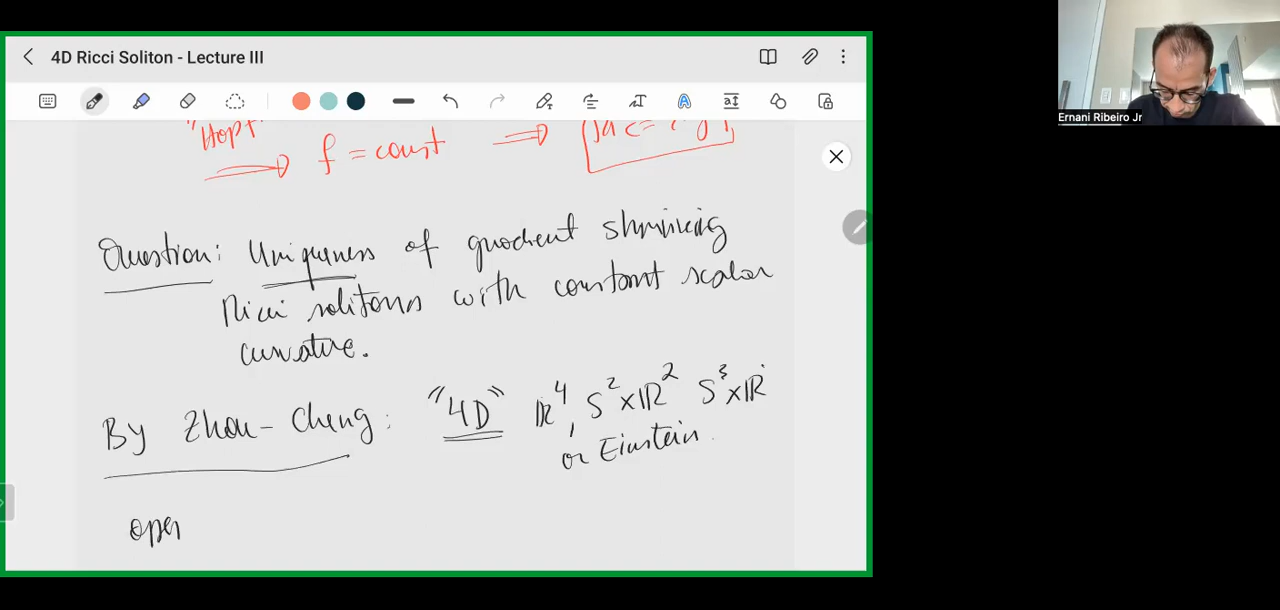 4D Ricci Soliton - Lecture III
"Hopf"
⟹ f = const ⟹
Question: Uniqueness of gradient shrinking
Ricci solitons with constant scalar
curvature.
By Zhou - Cheng: "4D" ℝ⁴, S²×ℝ² S³×ℝ
or Einstein.
open
Ernani Ribeiro Jr